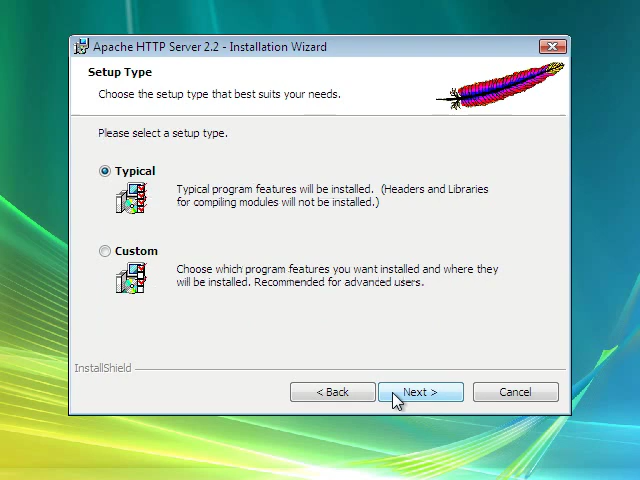 Apache HTTP Server 2.2 - Installation Wizard
Setup Type
Choose the setup type that best suits your needs.
Please select a setup type.
Typical
Typical program features will be installed. (Headers and Libraries
for compiling modules will not be installed.)
Custom
Choose which program features you want installed and where they
will be installed. Recommended for advanced users.
InstallShield
< Back
Next >
Cancel